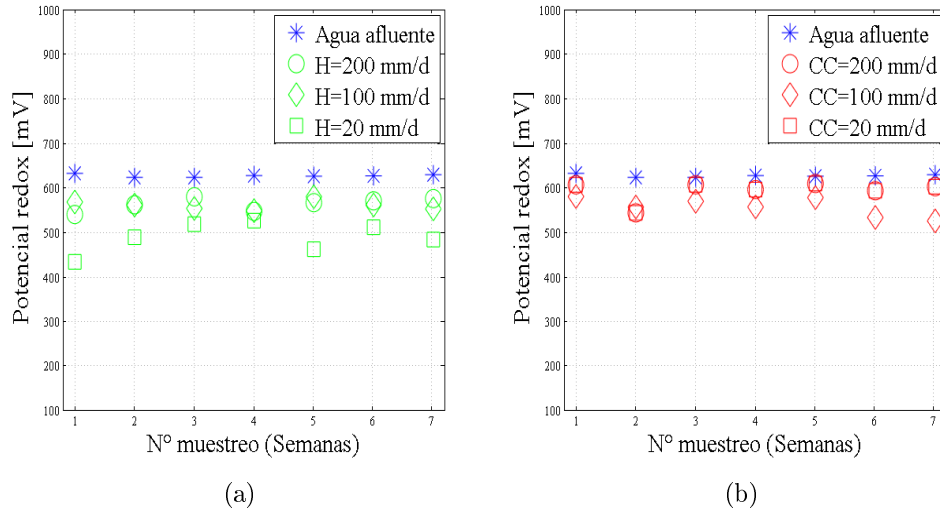 Potencial redox [mV]
1000
900
800
700
600
500
400
300
200
100
1 2 3 4 5 6 7
N° muestreo (Semanas)
Agua afluente
H=200 mm/d
H=100 mm/d
H=20 mm/d
(a)
Potencial redox [mV]
1000
900
800
700
600
500
400
300
200
100
1 2 3 4 5 6 7
N° muestreo (Semanas)
Agua afluente
CC=200 mm/d
CC=100 mm/d
CC=20 mm/d
(b)